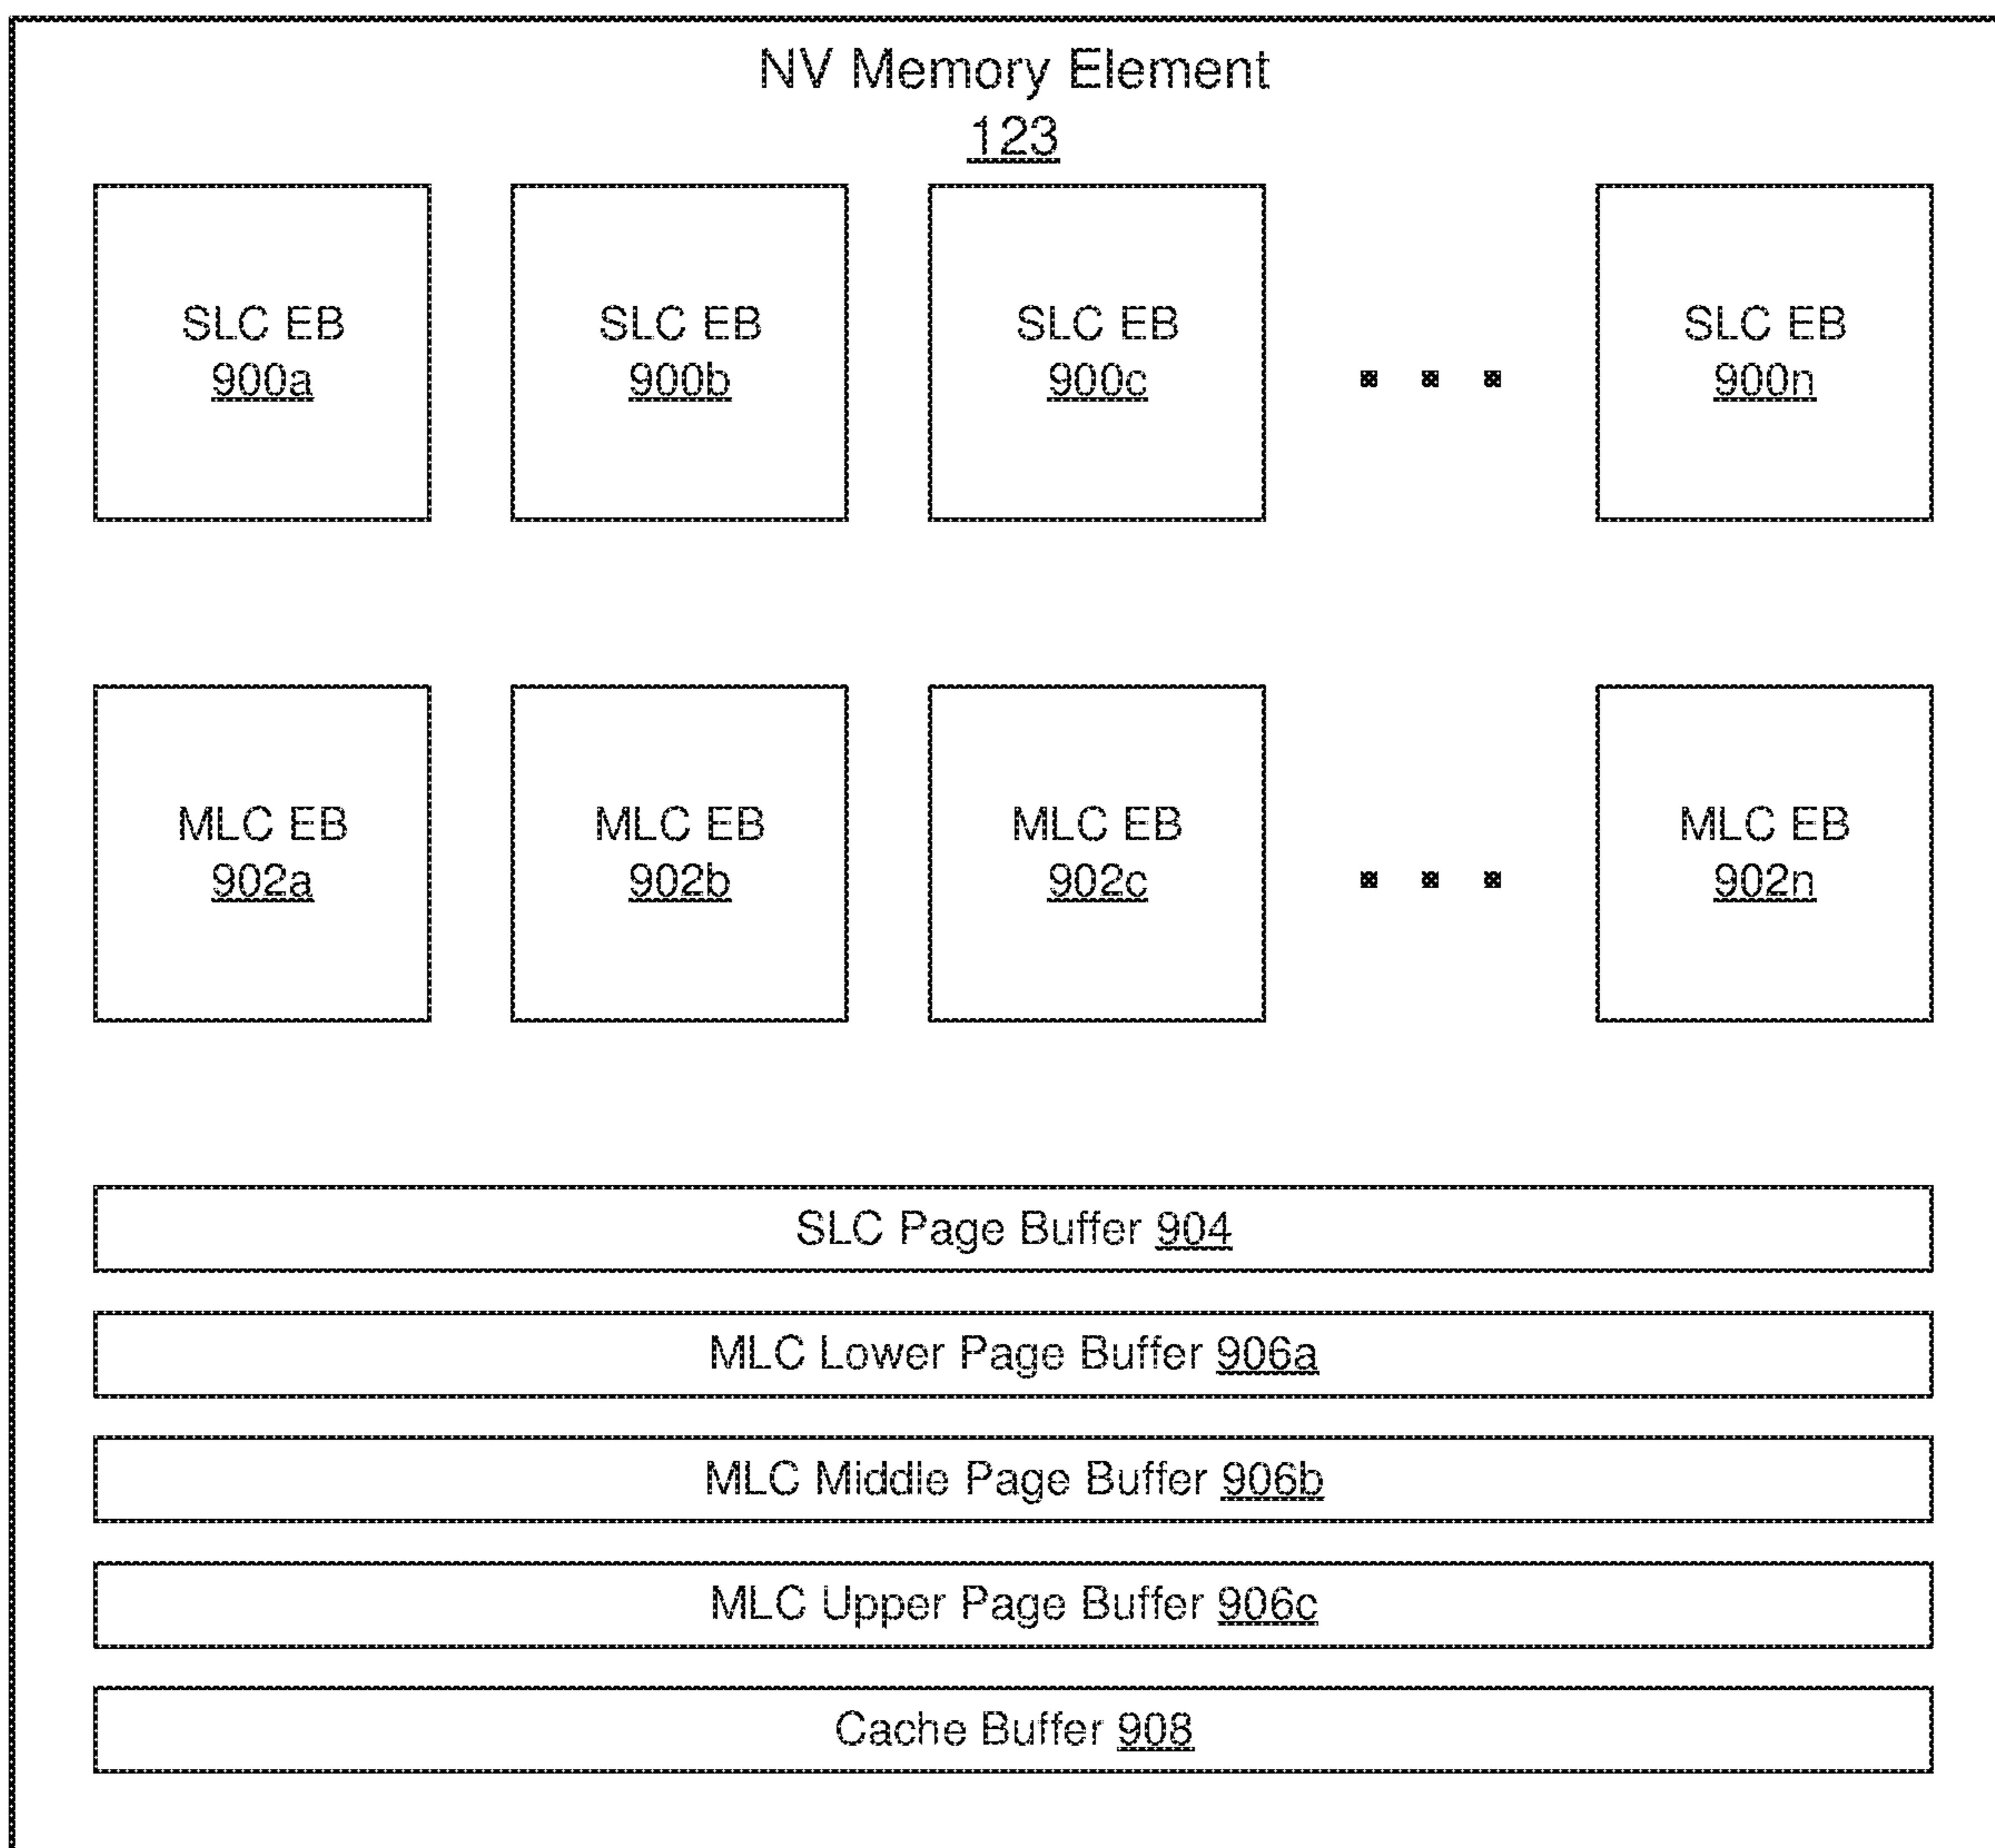 NV Memory Element
123
SLC EB
900a
SLC EB
900b
SLC EB
900c
. . .
SLC EB
900n
MLC EB
902a
MLC EB
902b
MLC EB
902c
. . .
MLC EB
902n
SLC Page Buffer 904
MLC Lower Page Buffer 906a
MLC Middle Page Buffer 906b
MLC Upper Page Buffer 906c
Cache Buffer 908